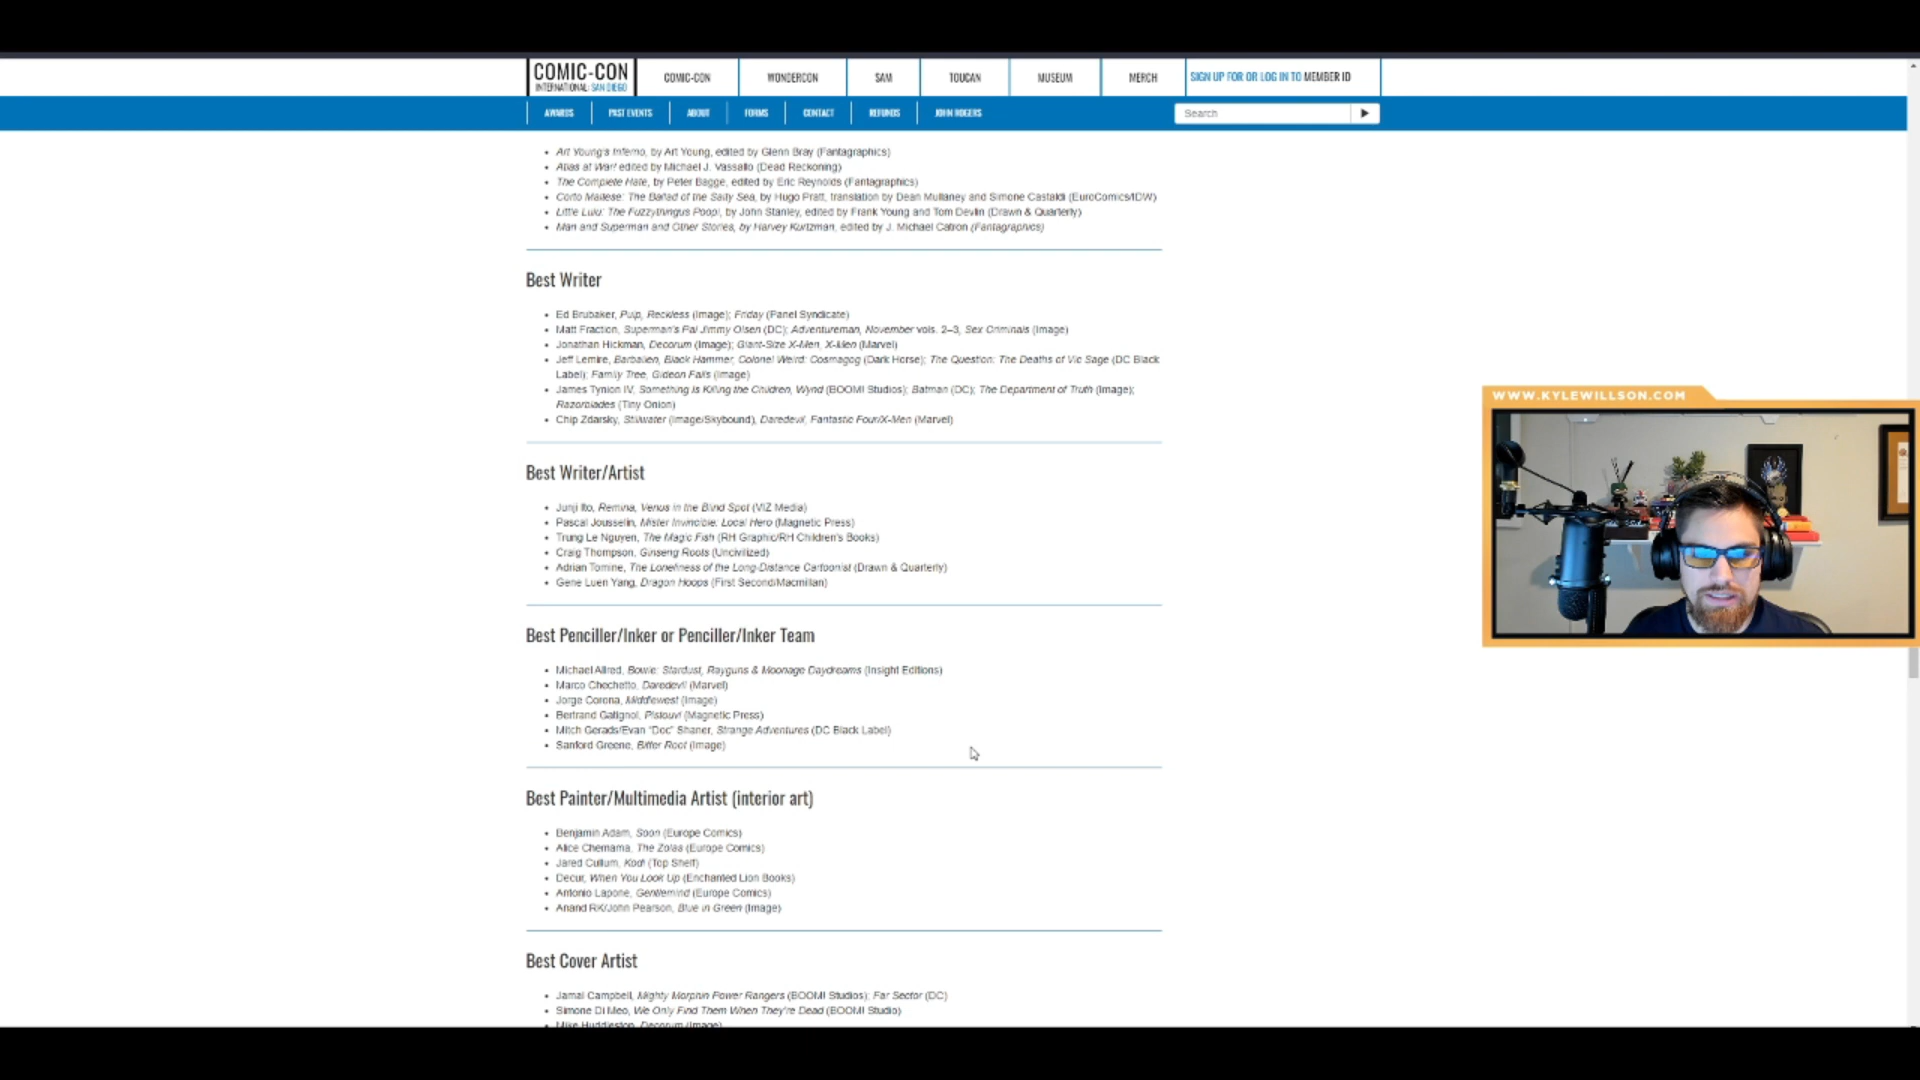 COMIC-CON
INTERNATIONAL: SAN DIEGO
COMIC-CON
WONDERCON
SAM
TOUCAN
MUSEUM
MERCH
SIGN UP FOR OR LOG IN TO MEMBER ID
AWARDS
PAST EVENTS
ABOUT
FORMS
CONTACT
REFUNDS
JOHN ROGERS
Search
• Art Young's Inferno, by Art Young, edited by Glenn Bray (Fantagraphics)
• Atlas at War! edited by Michael J. Vassallo (Dead Reckoning)
• The Complete Hate, by Peter Bagge, edited by Eric Reynolds (Fantagraphics)
• Corto Maltese: The Ballad of the Salty Sea, by Hugo Pratt, translation by Dean Mullaney and Simone Castaldi (EuroComics/IDW)
• Little Lulu: The Fuzzythingus Poopi, by John Stanley, edited by Frank Young and Tom Devlin (Drawn & Quarterly)
• Man and Superman and Other Stories, by Harvey Kurtzman, edited by J. Michael Catron (Fantagraphics)
Best Writer
• Ed Brubaker, Pulp, Reckless (Image); Friday (Panel Syndicate)
• Matt Fraction, Superman's Pal Jimmy Olsen (DC); Adventureman, November vols. 2–3, Sex Criminals (Image)
• Jonathan Hickman, Decorum (Image); Giant-Size X-Men, X-Men (Marvel)
• Jeff Lemire, Barbalien, Black Hammer, Colonel Weird: Cosmagog (Dark Horse); The Question: The Deaths of Vic Sage (DC Black
Label); Family Tree, Gideon Falls (Image)
• James Tynion IV, Something Is Killing the Children, Wynd (BOOM! Studios); Batman (DC); The Department of Truth (Image);
Razorblades (Tiny Onion)
• Chip Zdarsky, Stillwater (Image/Skybound), Daredevil, Fantastic Four/X-Men (Marvel)
Best Writer/Artist
• Junji Ito, Remina, Venus in the Blind Spot (VIZ Media)
• Pascal Jousselin, Mister Invincible: Local Hero (Magnetic Press)
• Trung Le Nguyen, The Magic Fish (RH Graphic/RH Children's Books)
• Craig Thompson, Ginseng Roots (Uncivilized)
• Adrian Tomine, The Loneliness of the Long-Distance Cartoonist (Drawn & Quarterly)
• Gene Luen Yang, Dragon Hoops (First Second/Macmillan)
Best Penciller/Inker or Penciller/Inker Team
• Michael Allred, Bowie: Stardust, Rayguns & Moonage Daydreams (Insight Editions)
• Marco Chechetto, Daredevil (Marvel)
• Jorge Corona, Middlewest (Image)
• Bertrand Gatignol, Pistouvi (Magnetic Press)
• Mitch Gerads/Evan "Doc" Shaner, Strange Adventures (DC Black Label)
• Sanford Greene, Bitter Root (Image)
Best Painter/Multimedia Artist (interior art)
• Benjamin Adam, Soon (Europe Comics)
• Alice Chemama, The Zolas (Europe Comics)
• Jared Cullum, Kodi (Top Shelf)
• Decur, When You Look Up (Enchanted Lion Books)
• Antonio Lapone, Gentlemind (Europe Comics)
• Anand RK/John Pearson, Blue in Green (Image)
Best Cover Artist
• Jamal Campbell, Mighty Morphin Power Rangers (BOOM! Studios); Far Sector (DC)
• Simone Di Meo, We Only Find Them When They're Dead (BOOM! Studio)
• Mike Huddleston, Decorum (Image)
WWW.KYLEWILLSON.COM